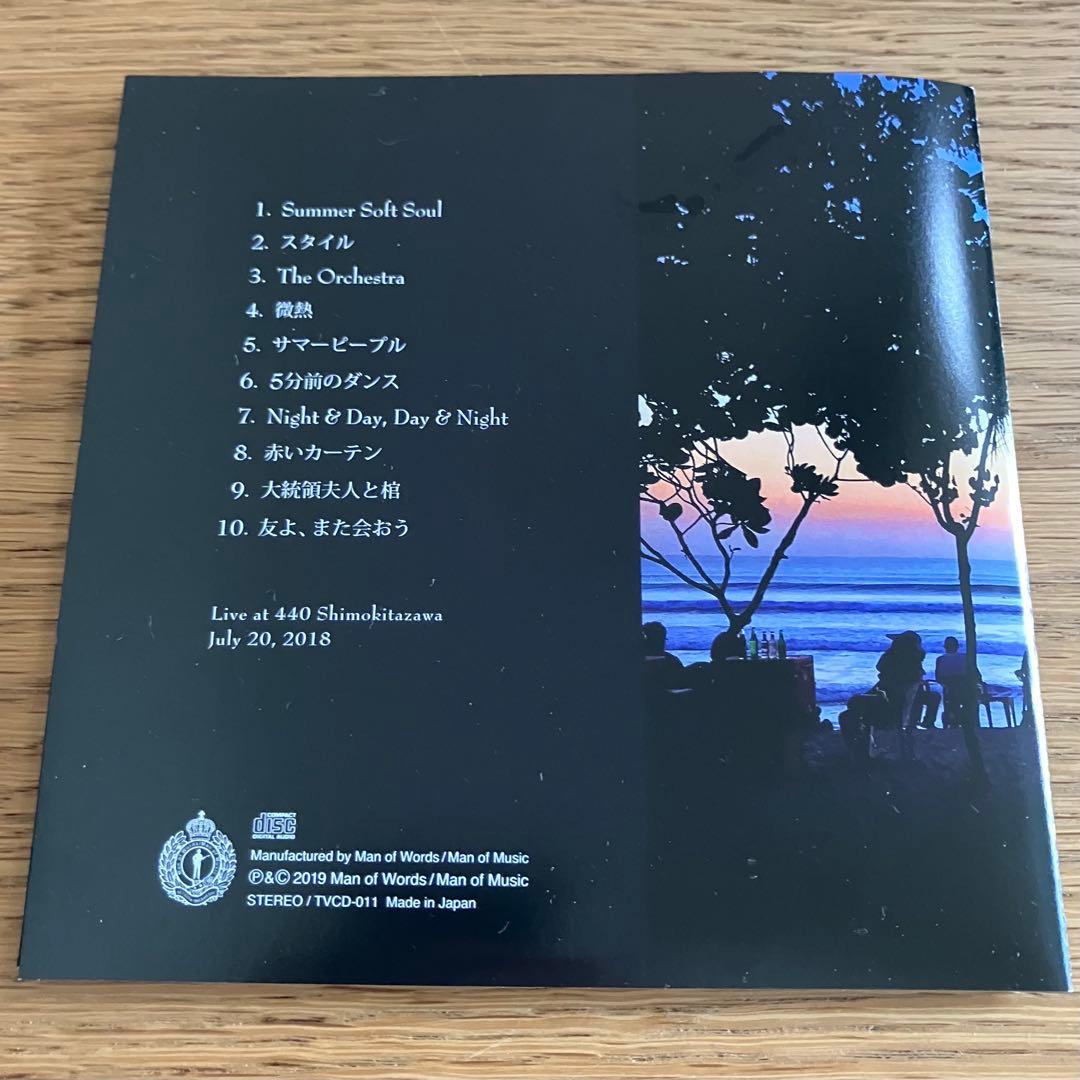 1. Summer Soft Soul
2. スタイル
3. The Orchestra
4. 微熱
5. サマーピープル
6. 5分前のダンス
7. Night & Day, Day & Night
8. 赤いカーテン
9. 大統領夫人と棺
10. 友よ、また会おう
Live at 440 Shimokitazawa
July 20, 2018
COMPACT
disc
DIGITAL AUDIO
Manufactured by Man of Words/Man of Music
℗&© 2019 Man of Words/Man of Music
STEREO / TVCD-011 Made in Japan